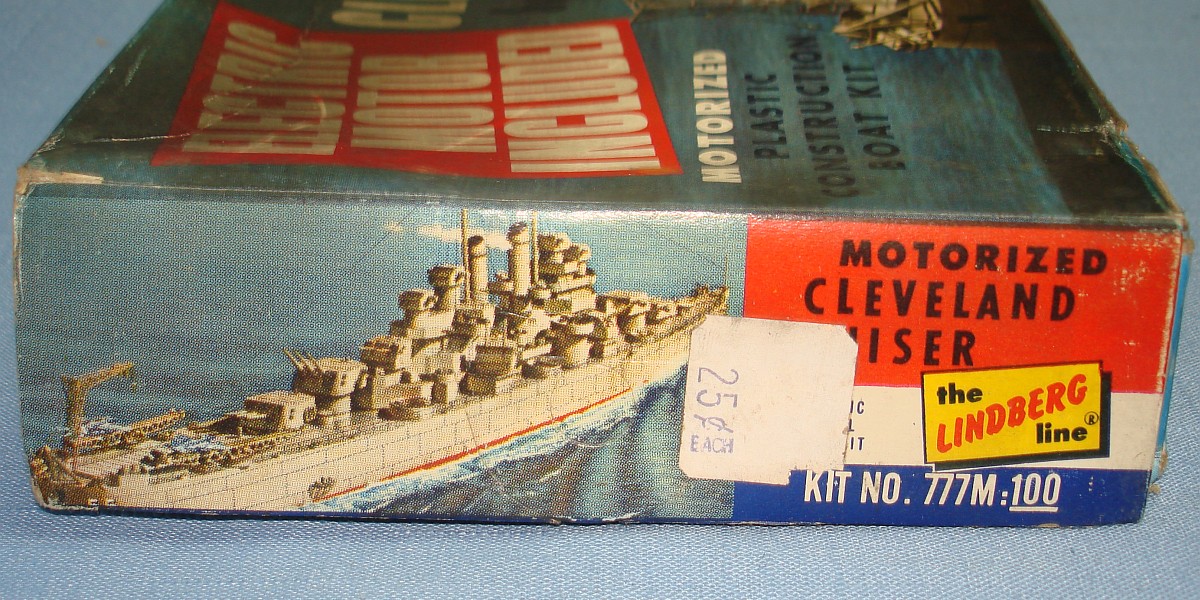 ELECTRIC
MOTOR
INCLUDED
MOTORIZED
PLASTIC
CONSTRUCTION
BOAT KIT
MOTORIZED
CLEVELAND
ISER
the
LINDBERG
line®
IT
KIT NO. 777M:100
25¢
EACH